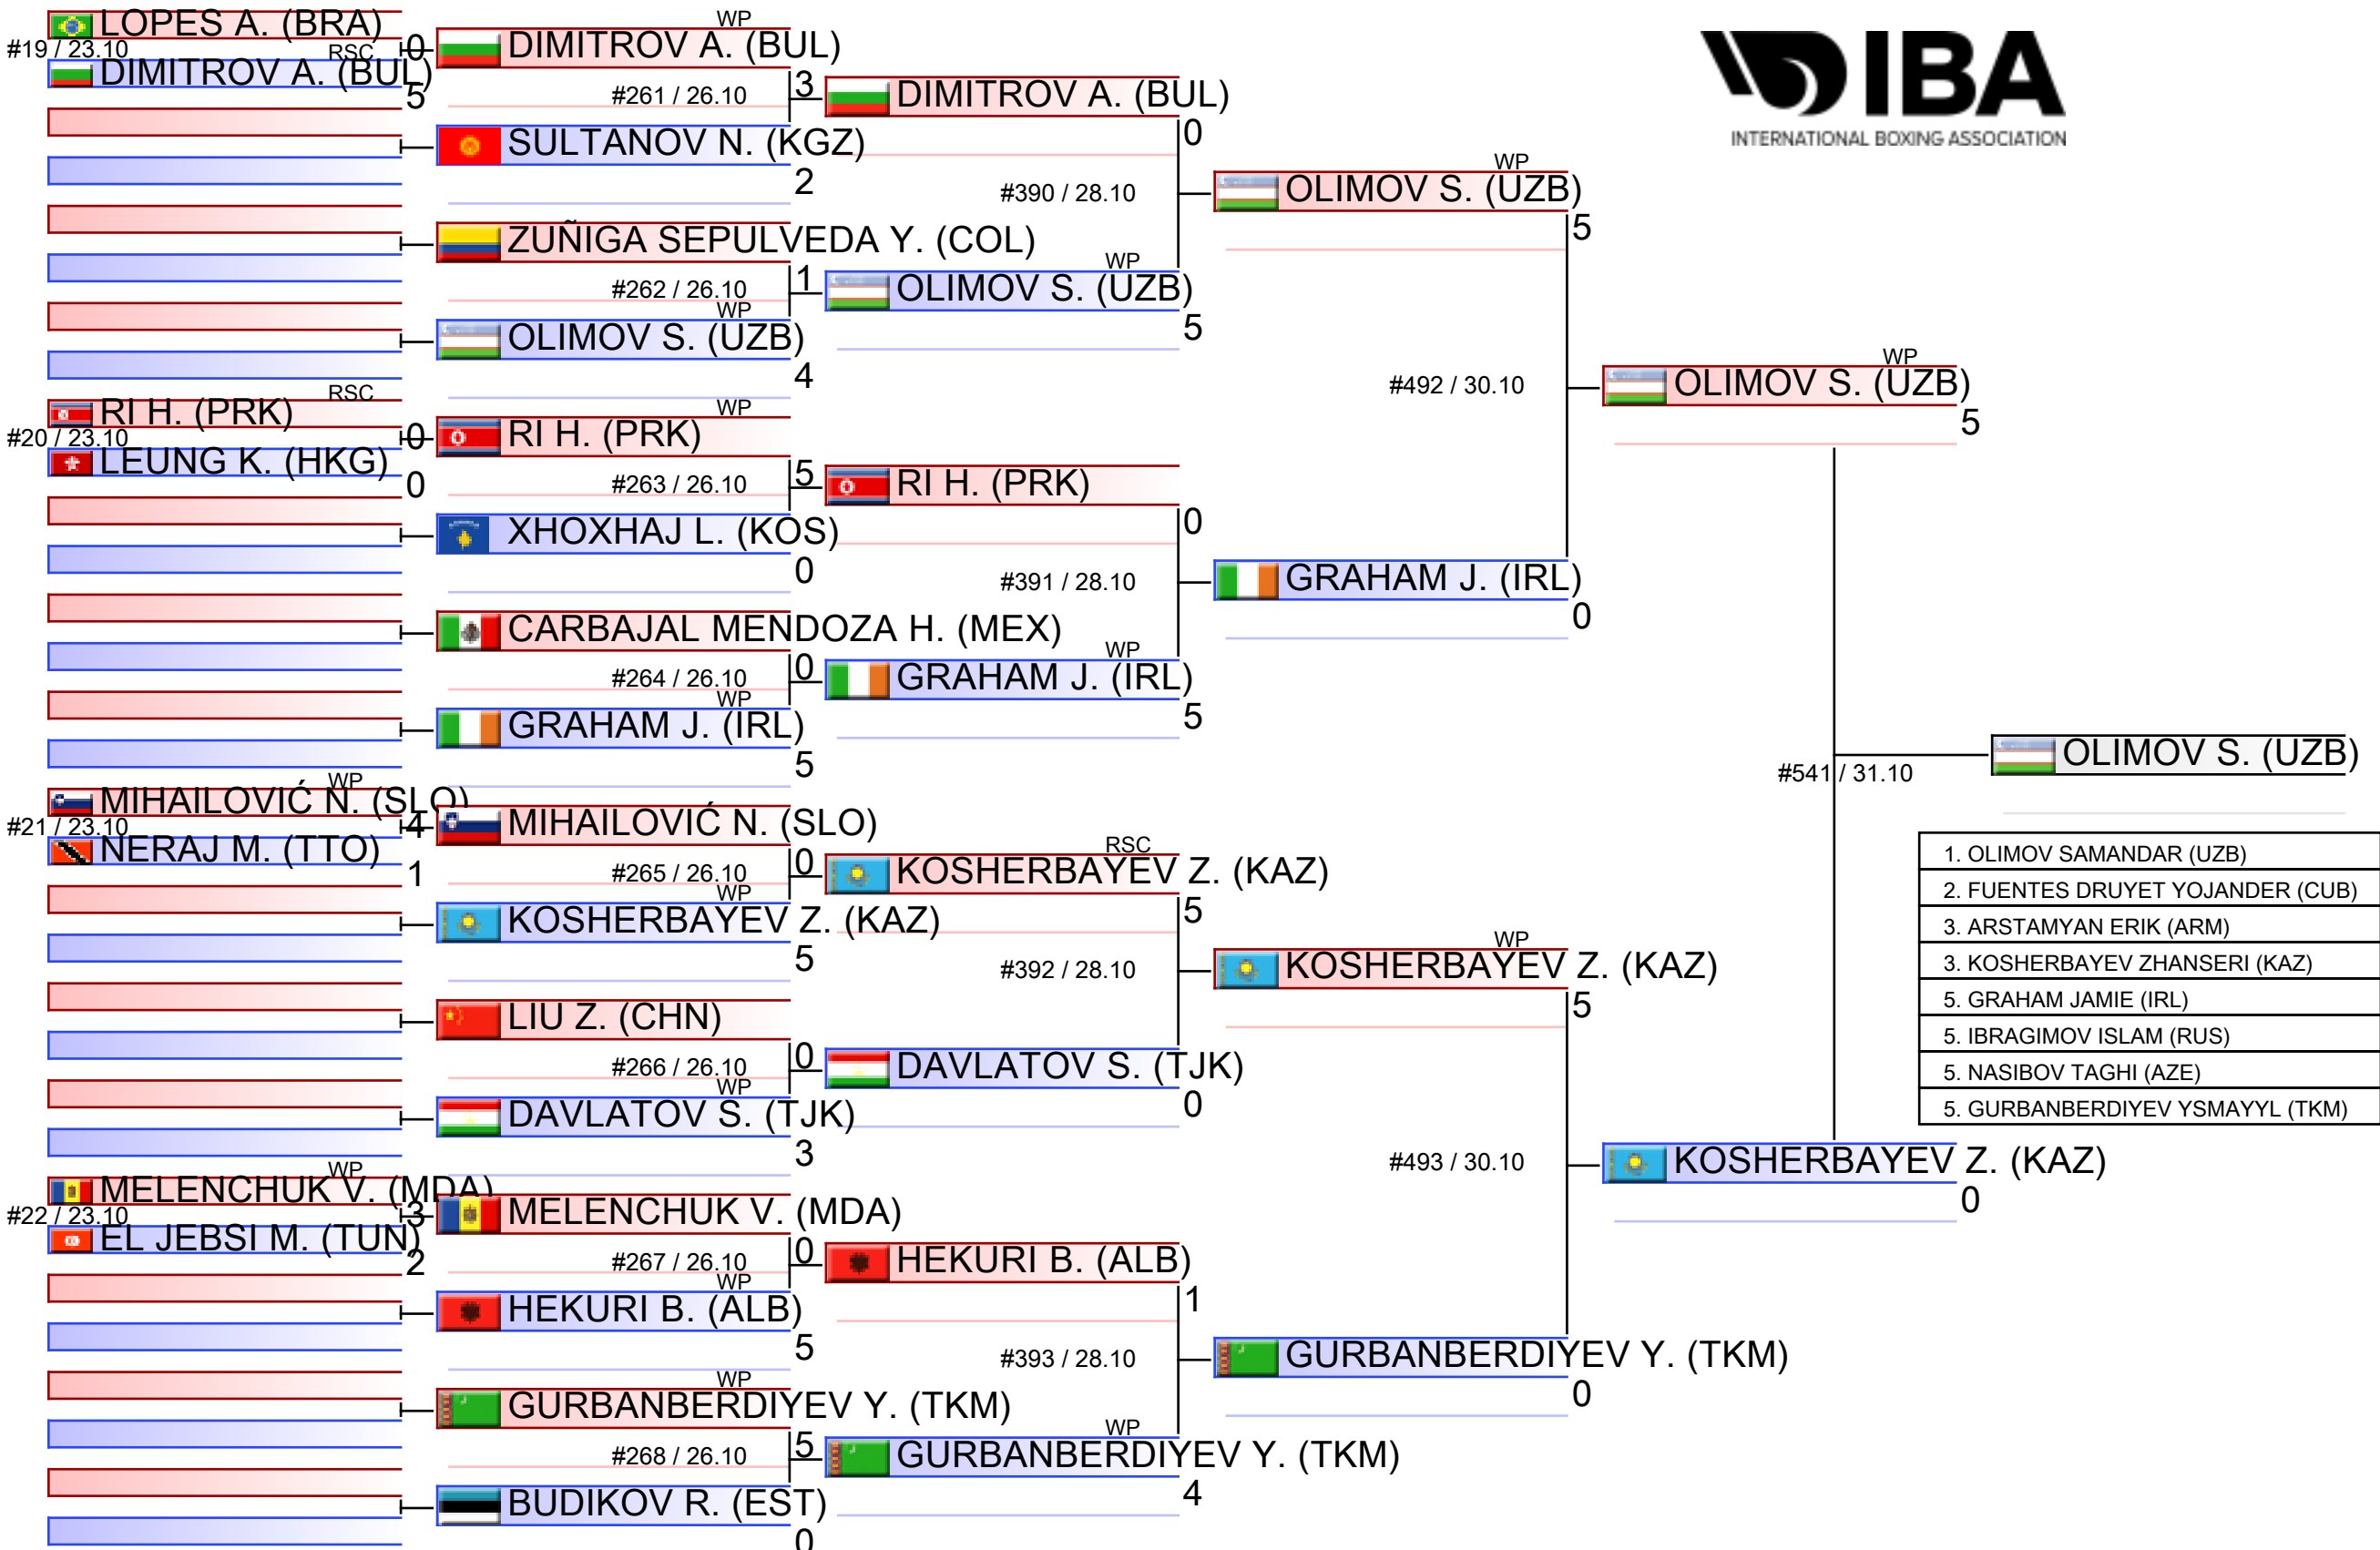 IBA
INTERNATIONAL BOXING ASSOCIATION
LOPES A. (BRA)
0
#19 / 23.10
RSC
DIMITROV A. (BUL)
5
RSC
RI H. (PRK)
0
#20 / 23.10
LEUNG K. (HKG)
0
WP
MIHAILOVIĆ N. (SLO)
4
#21 / 23.10
NERAJ M. (TTO)
1
WP
MELENCHUK V. (MDA)
3
#22 / 23.10
EL JEBSI M. (TUN)
2
WP
DIMITROV A. (BUL)
3
#261 / 26.10
SULTANOV N. (KGZ)
2
ZUÑIGA SEPULVEDA Y. (COL)
1
#262 / 26.10
WP
OLIMOV S. (UZB)
4
WP
RI H. (PRK)
5
#263 / 26.10
XHOXHAJ L. (KOS)
0
CARBAJAL MENDOZA H. (MEX)
0
#264 / 26.10
WP
GRAHAM J. (IRL)
5
MIHAILOVIĆ N. (SLO)
0
#265 / 26.10
WP
KOSHERBAYEV Z. (KAZ)
5
LIU Z. (CHN)
0
#266 / 26.10
WP
DAVLATOV S. (TJK)
3
MELENCHUK V. (MDA)
0
#267 / 26.10
WP
HEKURI B. (ALB)
5
WP
GURBANBERDIYEV Y. (TKM)
5
#268 / 26.10
BUDIKOV R. (EST)
0
DIMITROV A. (BUL)
0
#390 / 28.10
WP
OLIMOV S. (UZB)
5
RI H. (PRK)
0
#391 / 28.10
WP
GRAHAM J. (IRL)
5
RSC
KOSHERBAYEV Z. (KAZ)
5
#392 / 28.10
DAVLATOV S. (TJK)
0
HEKURI B. (ALB)
1
#393 / 28.10
WP
GURBANBERDIYEV Y. (TKM)
4
WP
OLIMOV S. (UZB)
5
#492 / 30.10
GRAHAM J. (IRL)
0
WP
KOSHERBAYEV Z. (KAZ)
5
#493 / 30.10
GURBANBERDIYEV Y. (TKM)
0
WP
OLIMOV S. (UZB)
5
#541 / 31.10
KOSHERBAYEV Z. (KAZ)
0
OLIMOV S. (UZB)
1. OLIMOV SAMANDAR (UZB)
2. FUENTES DRUYET YOJANDER (CUB)
3. ARSTAMYAN ERIK (ARM)
3. KOSHERBAYEV ZHANSERI (KAZ)
5. GRAHAM JAMIE (IRL)
5. IBRAGIMOV ISLAM (RUS)
5. NASIBOV TAGHI (AZE)
5. GURBANBERDIYEV YSMAYYL (TKM)